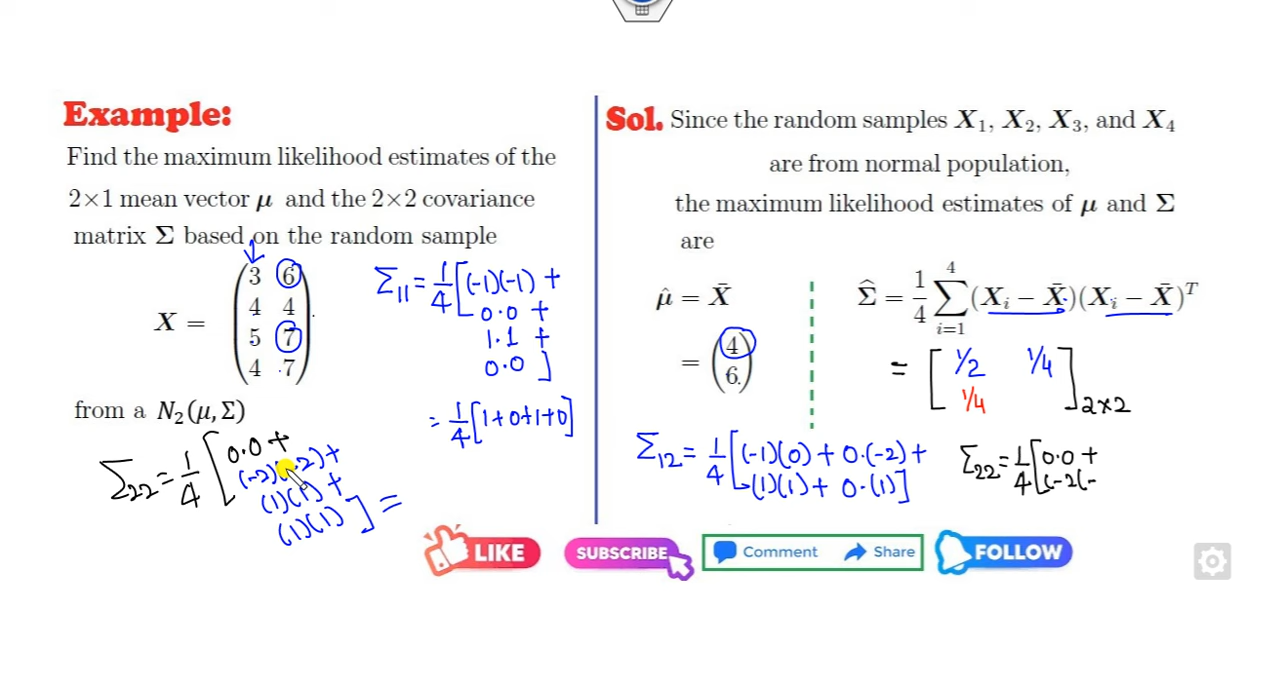 Example:
Find the maximum likelihood estimates of the
2×1 mean vector μ and the 2×2 covariance
matrix Σ based on the random sample
X = ( 3 6
4 4
5 7
4 7 )
from a N₂(μ, Σ)
Σ₁₁ = 1/4 [(-1)(-1) +
0.0 +
1.1 +
0.0 ]
= 1/4 [1+0+1+0]
Σ₂₂ = 1/4 [ 0.0 +
(-2)(-2) +
(1)(1) +
(1)(1) ] =
Sol. Since the random samples X₁, X₂, X₃, and X₄
are from normal population,
the maximum likelihood estimates of μ and Σ
are
μ̂ = X̄
= ( 4
6 )
Σ̂ = 1/4 Σ⁴ᵢ₌₁ (Xᵢ − X̄)(Xᵢ − X̄)ᵀ
= [ 1/2 1/4
1/4 ] 2×2
Σ₁₂ = 1/4 [(-1)(0) + 0.(-2) +
(1)(1) + 0.(1)]
Σ₂₂ = 1/4 [0.0 +
(-2(-
LIKE
SUBSCRIBE
Comment
Share
FOLLOW